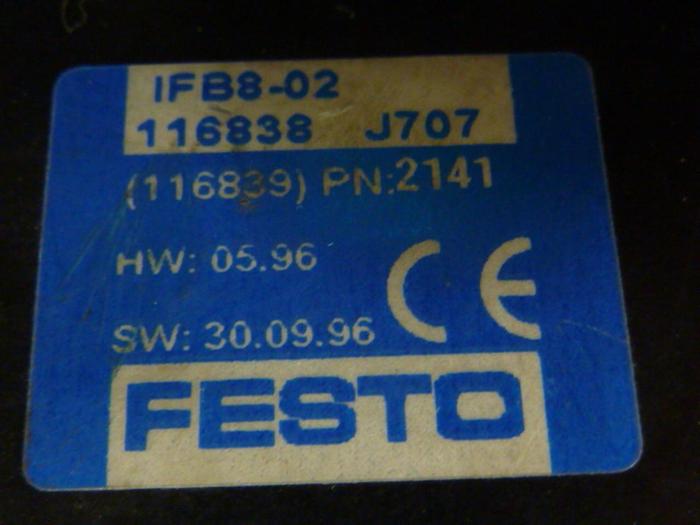 IFB8-02
116838 J707
(116839) PN:2141
HW: 05.96
SW: 30.09.96
CE
FESTO